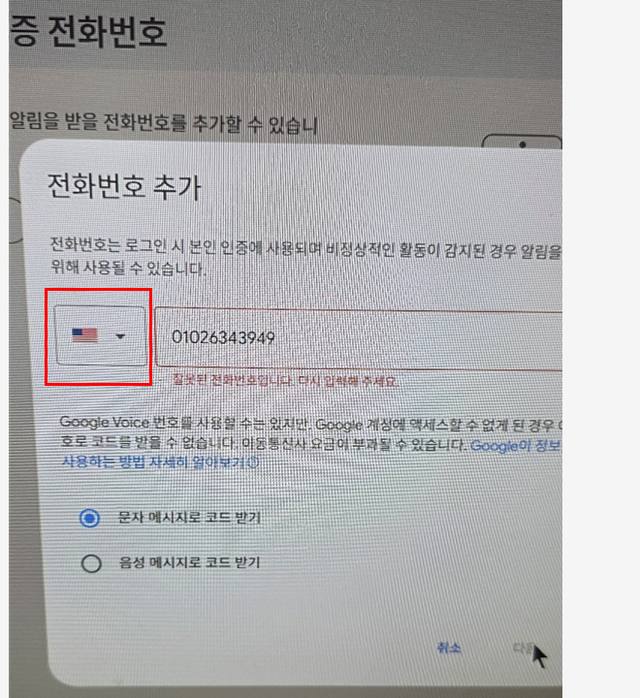 증 전화번호
알림을 받을 전화번호를 추가할 수 있습니
전화번호 추가
전화번호는 로그인 시 본인 인증에 사용되며 비정상적인 활동이 감지된 경우 알림을
위해 사용될 수 있습니다.
01026343949
잘못된 전화번호입니다. 다시 입력해 주세요.
Google Voice 번호를 사용할 수는 있지만, Google 계정에 액세스할 수 없게 된 경우
호로 코드를 받을 수 없습니다. 이동통신사 요금이 부과될 수 있습니다. Google이 정보
사용하는 방법 자세히 알아보기
문자 메시지로 코드 받기
음성 메시지로 코드 받기
취소
다음